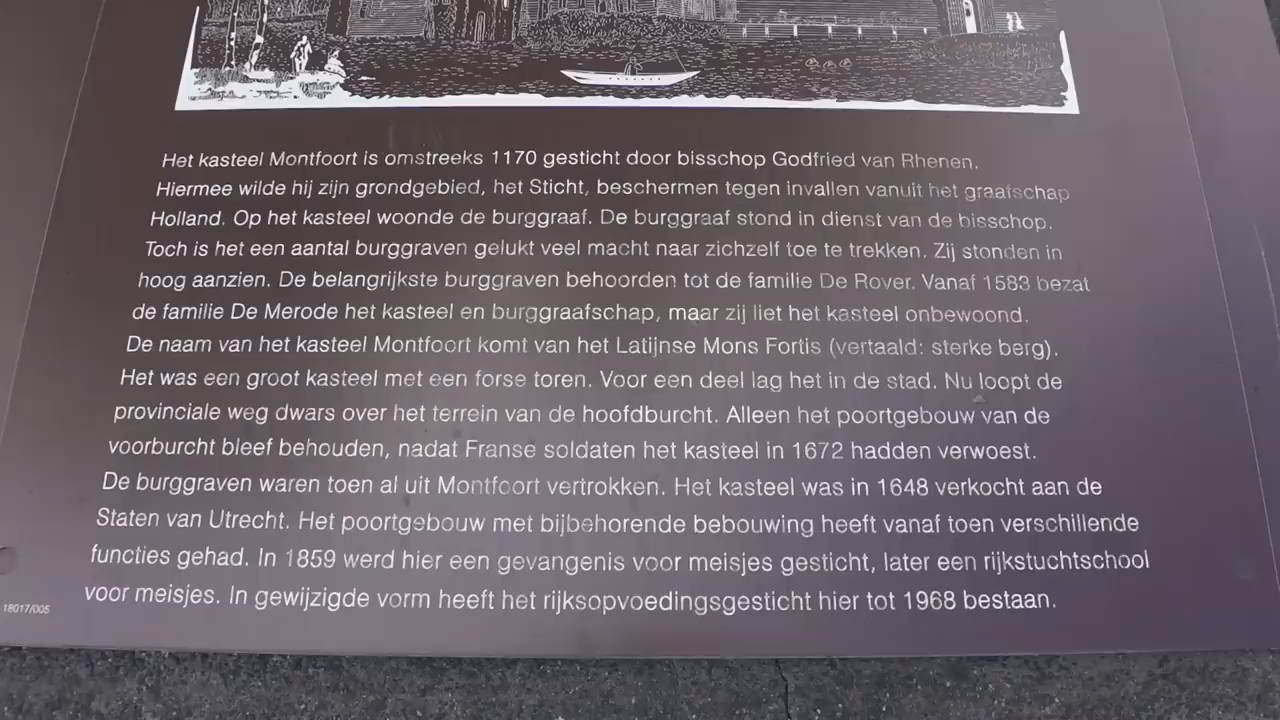 Het kasteel Montfoort is omstreeks 1170 gesticht door bisschop Godfried van Rhenen.
Hiermee wilde hij zijn grondgebied, het Sticht, beschermen tegen invallen vanuit het graafschap
Holland. Op het kasteel woonde de burggraaf. De burggraaf stond in dienst van de bisschop.
Toch is het een aantal burggraven gelukt veel macht naar zichzelf toe te trekken. Zij stonden in
hoog aanzien. De belangrijkste burggraven behoorden tot de familie De Rover. Vanaf 1583 bezat
de familie De Merode het kasteel en burggraafschap, maar zij liet het kasteel onbewoond.
De naam van het kasteel Montfoort komt van het Latijnse Mons Fortis (vertaald: sterke berg).
Het was een groot kasteel met een forse toren. Voor een deel lag het in de stad. Nu loopt de
provinciale weg dwars over het terrein van de hoofdburcht. Alleen het poortgebouw van de
voorburcht bleef behouden, nadat Franse soldaten het kasteel in 1672 hadden verwoest.
De burggraven waren toen al uit Montfoort vertrokken. Het kasteel was in 1648 verkocht aan de
Staten van Utrecht. Het poortgebouw met bijbehorende bebouwing heeft vanaf toen verschillende
functies gehad. In 1859 werd hier een gevangenis voor meisjes gesticht, later een rijkstuchtschool
voor meisjes. In gewijzigde vorm heeft het rijksopvoedingsgesticht hier tot 1968 bestaan.
18017/005